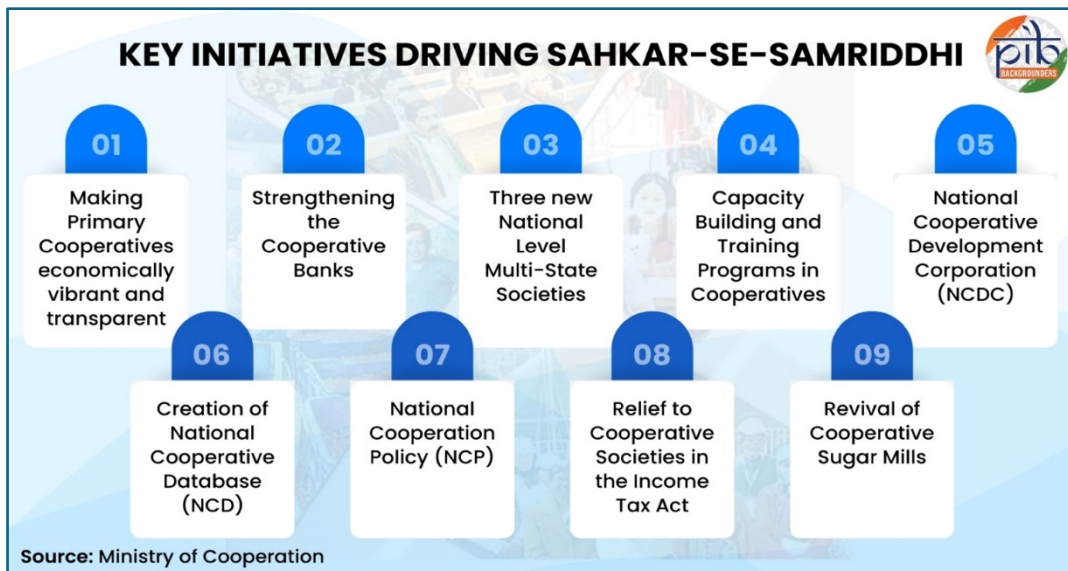 KEY INITIATIVES DRIVING SAHKAR-SE-SAMRIDDHI
pib
BACKGROUNDERS
01
Making
Primary
Cooperatives
economically
vibrant and
transparent
02
Strengthening
the
Cooperative
Banks
03
Three new
National
Level
Multi-State
Societies
04
Capacity
Building and
Training
Programs in
Cooperatives
05
National
Cooperative
Development
Corporation
(NCDC)
06
Creation of
National
Cooperative
Database
(NCD)
07
National
Cooperation
Policy (NCP)
08
Relief to
Cooperative
Societies in
the Income
Tax Act
09
Revival of
Cooperative
Sugar Mills
Source: Ministry of Cooperation